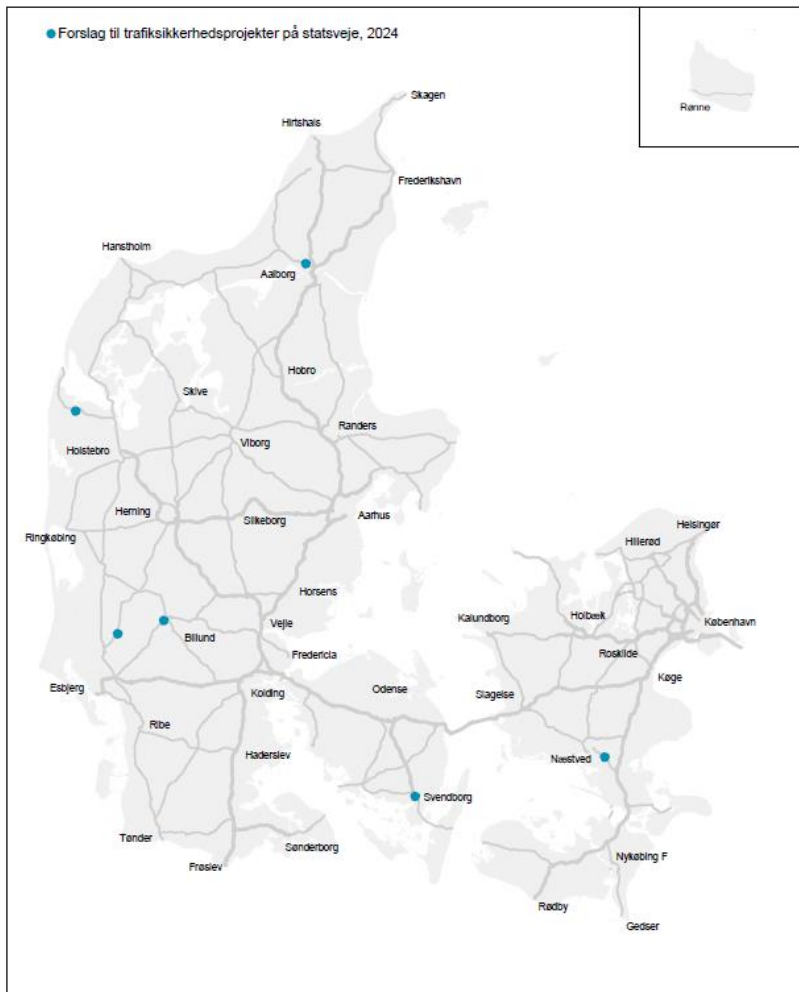 Forslag til trafiksikkerhedsprojekter på statsveje, 2024
Rønne
Skagen
Hirtshals
Frederikshavn
Hanstholm
Aalborg
Hobro
Skive
Randers
Viborg
Holstebro
Herning
Silkeborg
Aarhus
Ringkøbing
Helsingør
Hillerød
Horsens
Kalundborg
Holbæk
København
Vejle
Billund
Fredericia
Roskilde
Køge
Esbjerg
Kolding
Odense
Slagelse
Ribe
Haderslev
Næstved
Svendborg
Tønder
Sønderborg
Frøslev
Nykøbing F
Rødby
Gedser